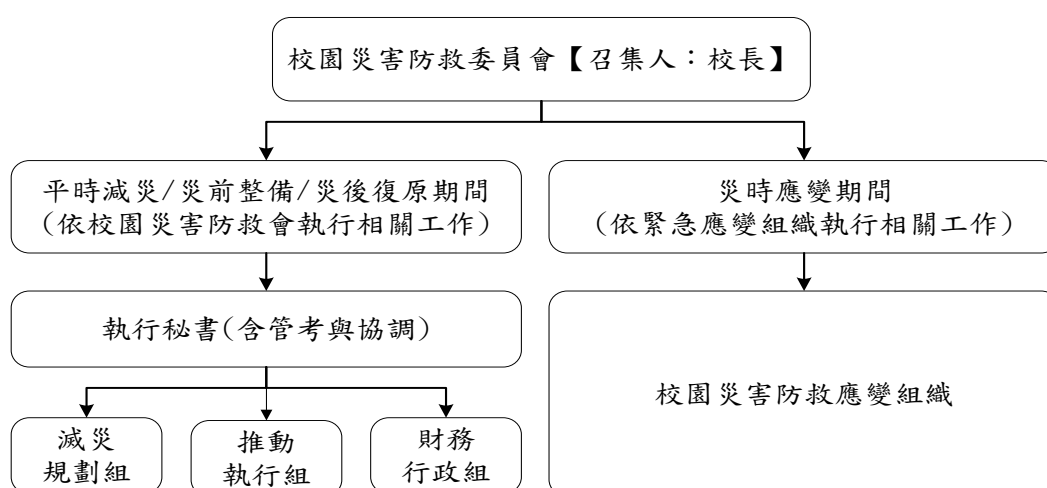 校園災害防救委員會【召集人：校長】
平時減災/災前整備/災後復原期間
(依校園災害防救會執行相關工作)
災時應變期間
(依緊急應變組織執行相關工作)
執行秘書(含管考與協調)
校園災害防救應變組織
減災
規劃組
推動
執行組
財務
行政組